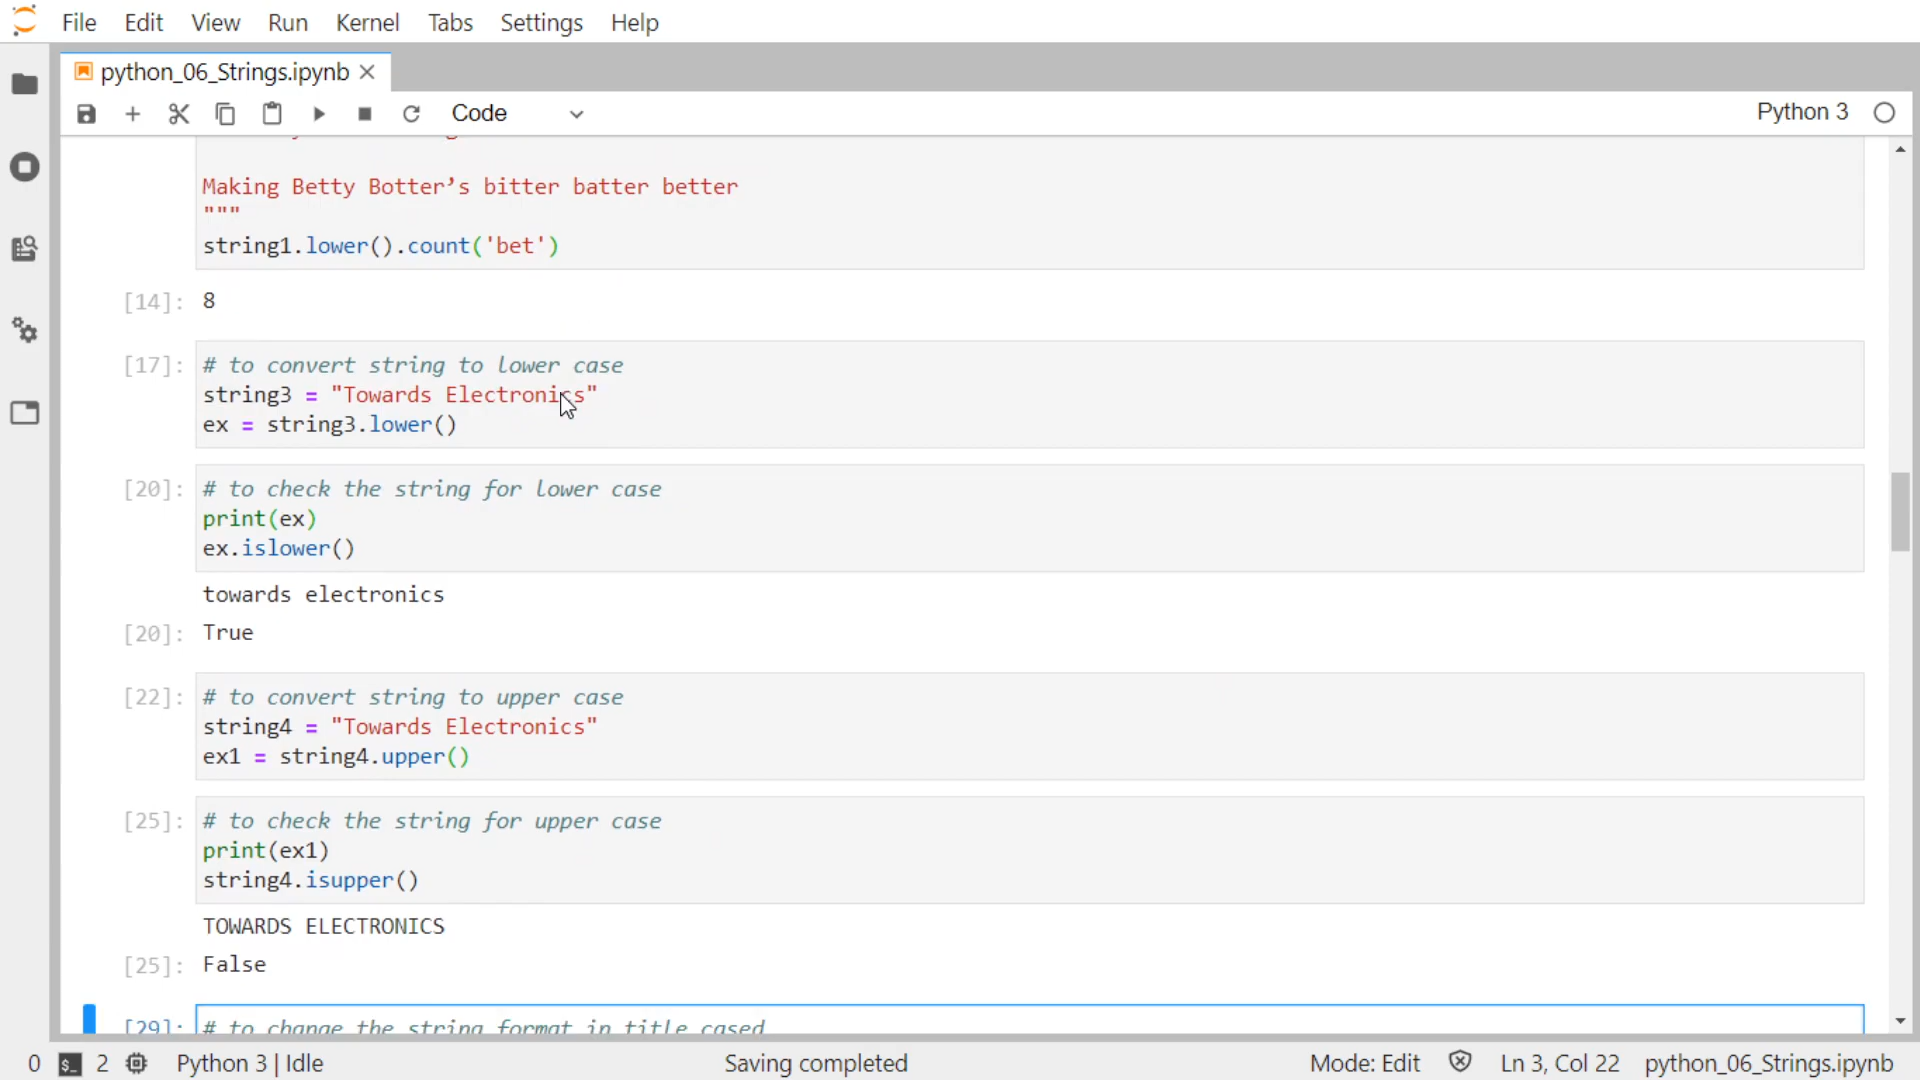 File Edit View Run Kernel Tabs Settings Help
python_06_Strings.ipynb
Code
Python 3
Making Betty Botter’s bitter batter better
"""
string1.lower().count('bet')
[14]: 8
[17]: # to convert string to lower case
string3 = "Towards Electronics"
ex = string3.lower()
[20]: # to check the string for lower case
print(ex)
ex.islower()
towards electronics
[20]: True
[22]: # to convert string to upper case
string4 = "Towards Electronics"
ex1 = string4.upper()
[25]: # to check the string for upper case
print(ex1)
string4.isupper()
TOWARDS ELECTRONICS
[25]: False
[29]: # to change the string format in title cased
0 $_ 2 Python 3 | Idle Saving completed Mode: Edit Ln 3, Col 22 python_06_Strings.ipynb